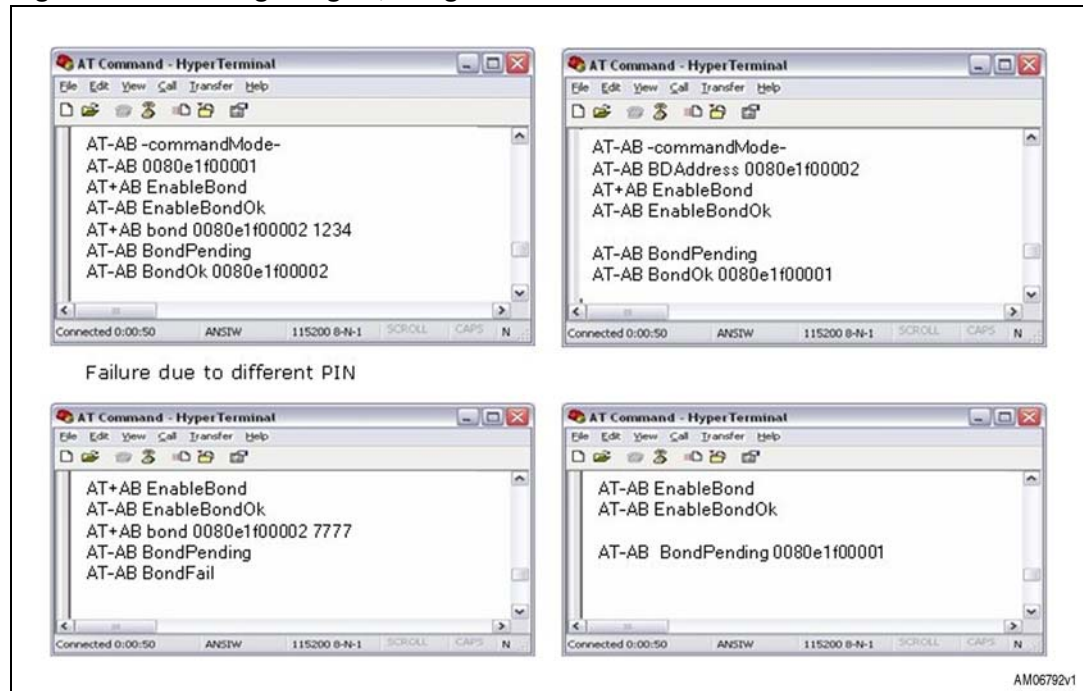 AT Command - HyperTerminal
File Edit View Call Transfer Help
AT-AB -commandMode-
AT-AB 0080e1f00001
AT+AB EnableBond
AT-AB EnableBondOk
AT+AB bond 0080e1f00002 1234
AT-AB BondPending
AT-AB BondOk 0080e1f00002
Connected 0:00:50 ANSIW 115200 8-N-1 SCROLL CAPS N
AT Command - HyperTerminal
File Edit View Call Transfer Help
AT-AB -commandMode-
AT-AB BDAddress 0080e1f00002
AT+AB EnableBond
AT-AB EnableBondOk
AT-AB BondPending
AT-AB BondOk 0080e1f00001
Connected 0:00:50 ANSIW 115200 8-N-1 SCROLL CAPS N
Failure due to different PIN
AT Command - HyperTerminal
File Edit View Call Transfer Help
AT+AB EnableBond
AT-AB EnableBondOk
AT+AB bond 0080e1f00002 7777
AT-AB BondPending
AT-AB BondFail
Connected 0:00:50 ANSIW 115200 8-N-1 SCROLL CAPS N
AT Command - HyperTerminal
File Edit View Call Transfer Help
AT-AB EnableBond
AT-AB EnableBondOk
AT-AB BondPending 0080e1f00001
Connected 0:00:50 ANSIW 115200 8-N-1 SCROLL CAPS N
AM06792v1